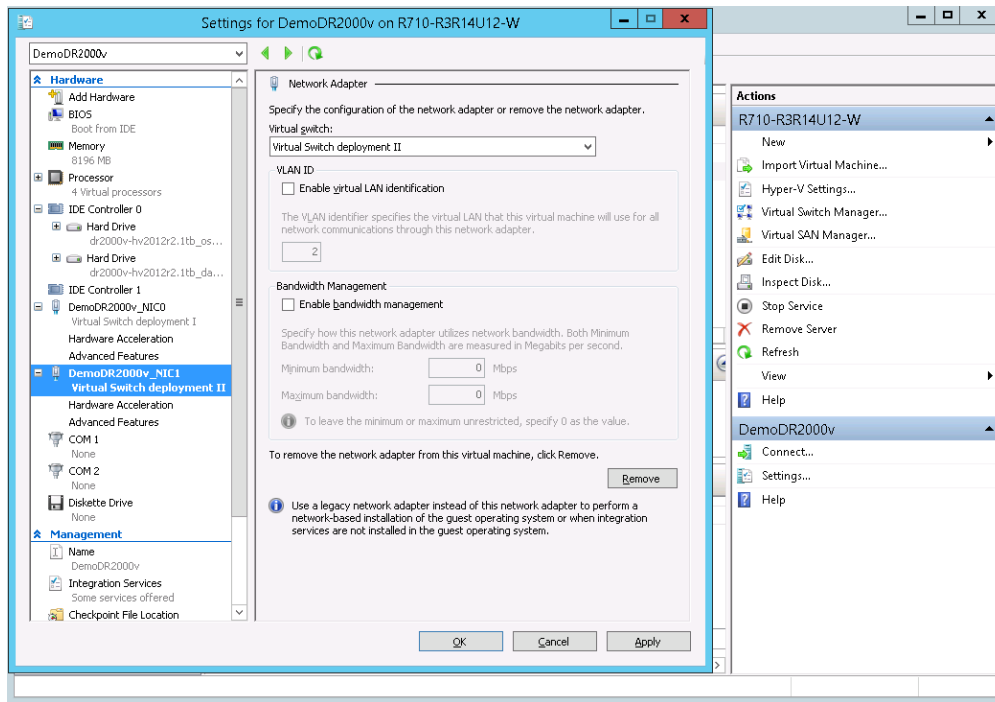 Settings for DemoDR2000v on R710-R3R14U12-W
DemoDR2000v
Hardware
Add Hardware
BIOS
Boot from IDE
Memory
8196 MB
Processor
4 Virtual processors
IDE Controller 0
Hard Drive
dr2000v-hv2012r2.1tb_os...
Hard Drive
dr2000v-hv2012r2.1tb_da...
IDE Controller 1
DemoDR2000v_NIC0
Virtual Switch deployment I
Hardware Acceleration
Advanced Features
DemoDR2000v_NIC1
Virtual Switch deployment II
Hardware Acceleration
Advanced Features
COM 1
None
COM 2
None
Diskette Drive
None
Management
Name
DemoDR2000v
Integration Services
Some services offered
Checkpoint File Location
Network Adapter
Specify the configuration of the network adapter or remove the network adapter.
Virtual switch:
Virtual Switch deployment II
VLAN ID
Enable virtual LAN identification
The VLAN identifier specifies the virtual LAN that this virtual machine will use for all
network communications through this network adapter.
2
Bandwidth Management
Enable bandwidth management
Specify how this network adapter utilizes network bandwidth. Both Minimum
Bandwidth and Maximum Bandwidth are measured in Megabits per second.
Minimum bandwidth: 0 Mbps
Maximum bandwidth: 0 Mbps
To leave the minimum or maximum unrestricted, specify 0 as the value.
To remove the network adapter from this virtual machine, click Remove.
Remove
Use a legacy network adapter instead of this network adapter to perform a
network-based installation of the guest operating system or when integration
services are not installed in the guest operating system.
OK Cancel Apply
Actions
R710-R3R14U12-W
New
Import Virtual Machine...
Hyper-V Settings...
Virtual Switch Manager...
Virtual SAN Manager...
Edit Disk...
Inspect Disk...
Stop Service
Remove Server
Refresh
View
Help
DemoDR2000v
Connect...
Settings...
Help